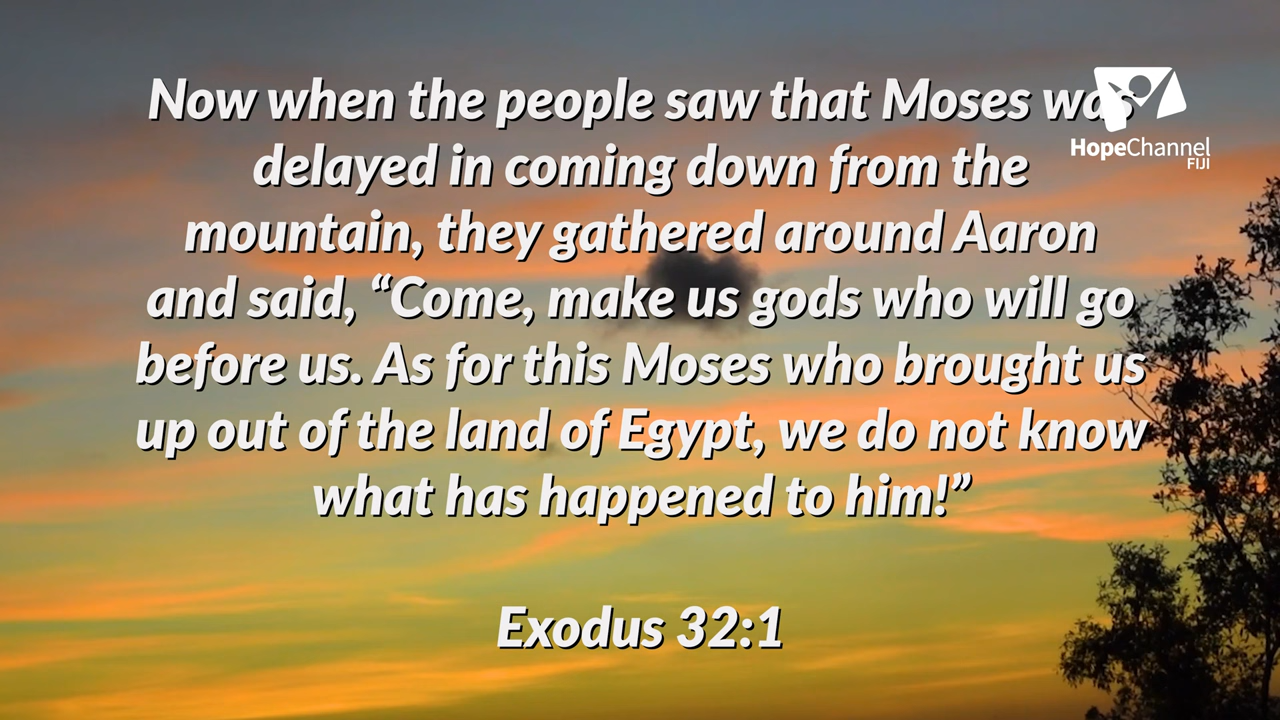 Now when the people saw that Moses was
delayed in coming down from the
mountain, they gathered around Aaron
and said, “Come, make us gods who will go
before us. As for this Moses who brought us
up out of the land of Egypt, we do not know
what has happened to him!”
Exodus 32:1
HopeChannel
FIJI